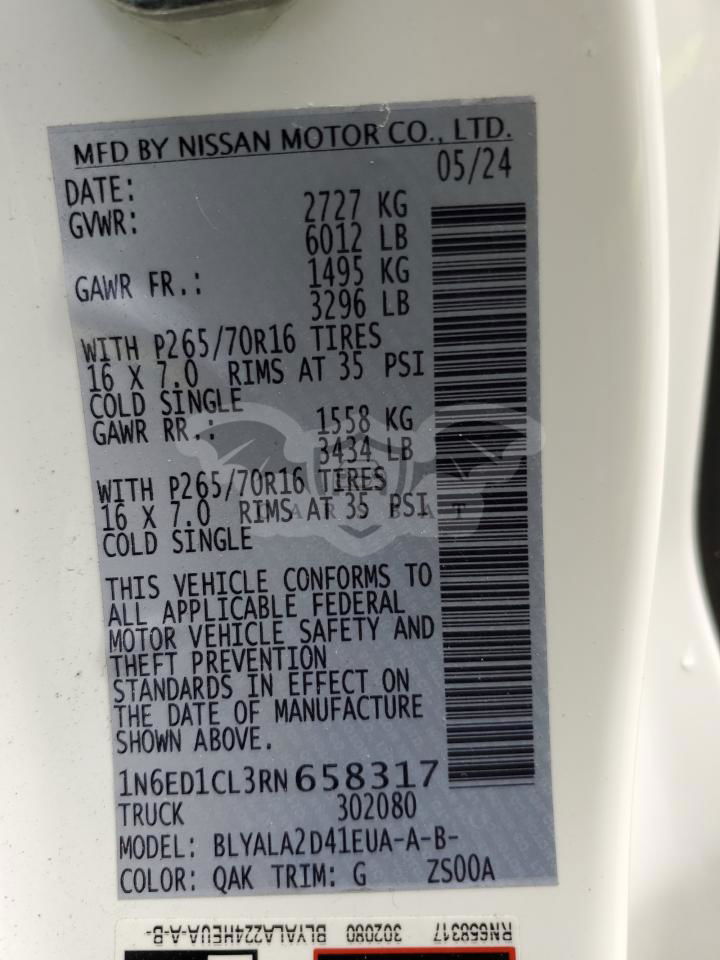 MFD BY NISSAN MOTOR CO., LTD.
DATE: 05/24
GVWR: 2727 KG
6012 LB
GAWR FR.: 1495 KG
3296 LB
WITH P265/70R16 TIRES
16 X 7.0 RIMS AT 35 PSI
COLD SINGLE
GAWR RR.: 1558 KG
3434 LB
WITH P265/70R16 TIRES
16 X 7.0 RIMS AT 35 PSI
COLD SINGLE
THIS VEHICLE CONFORMS TO
ALL APPLICABLE FEDERAL
MOTOR VEHICLE SAFETY AND
THEFT PREVENTION
STANDARDS IN EFFECT ON
THE DATE OF MANUFACTURE
SHOWN ABOVE.
1N6ED1CL3RN658317
TRUCK 302080
MODEL: BLYALA2D41EUA-A-B-
COLOR: QAK TRIM: G ZS00A
RN658317 302080 BLYALA224HEUA-A-B-